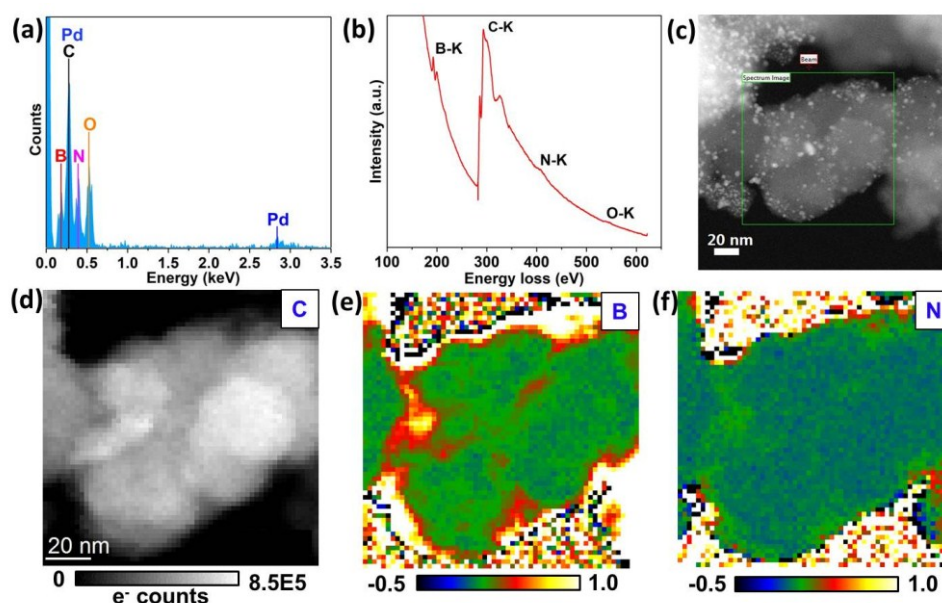 (a)
Pd
C
O
B
N
Pd
Counts
0.0 0.5 1.0 1.5 2.0 2.5 3.0 3.5
Energy (keV)
(b)
C-K
B-K
N-K
O-K
Intensity (a.u.)
100 200 300 400 500 600
Energy loss (eV)
(c)
Beam
Spectrum Image
20 nm
(d)
C
20 nm
0 8.5E5
e- counts
(e)
B
-0.5 1.0
(f)
N
-0.5 1.0